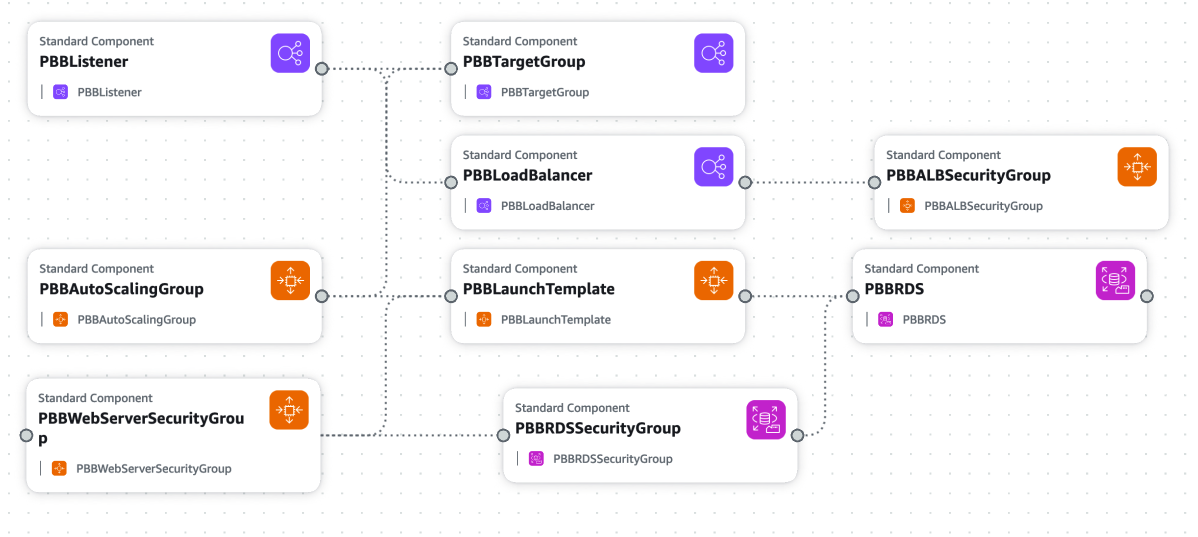 Standard Component
PBBListener
PBBListener
Standard Component
PBBTargetGroup
PBBTargetGroup
Standard Component
PBBLoadBalancer
PBBLoadBalancer
Standard Component
PBBALBSecurityGroup
PBBALBSecurityGroup
Standard Component
PBBAutoScalingGroup
PBBAutoScalingGroup
Standard Component
PBBLaunchTemplate
PBBLaunchTemplate
Standard Component
PBBRDS
PBBRDS
Standard Component
PBBWebServerSecurityGrou
p
PBBWebServerSecurityGroup
Standard Component
PBBRDSSecurityGroup
PBBRDSSecurityGroup